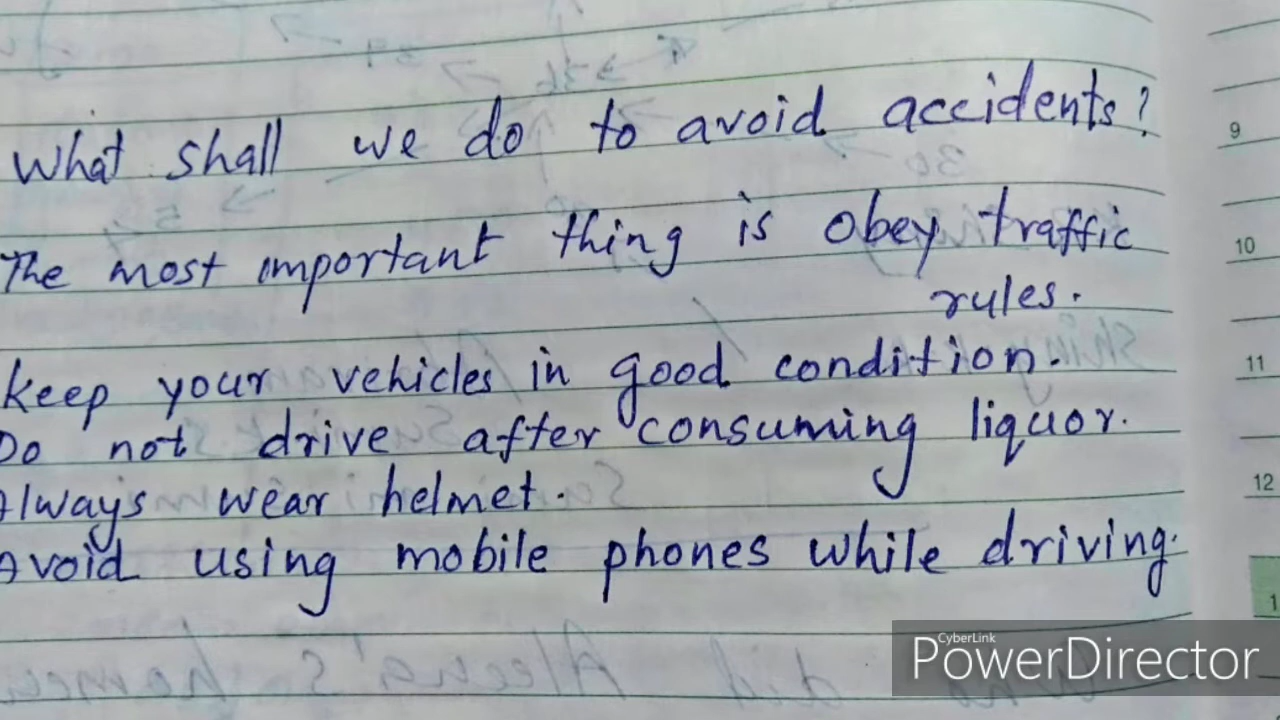 What shall we do to avoid accidents?
The most important thing is obey traffic
rules.
keep your vehicles in good condition.
Do not drive after consuming liquor.
Always wear helmet.
Avoid using mobile phones while driving.
9
10
11
12
1
CyberLink
PowerDirector